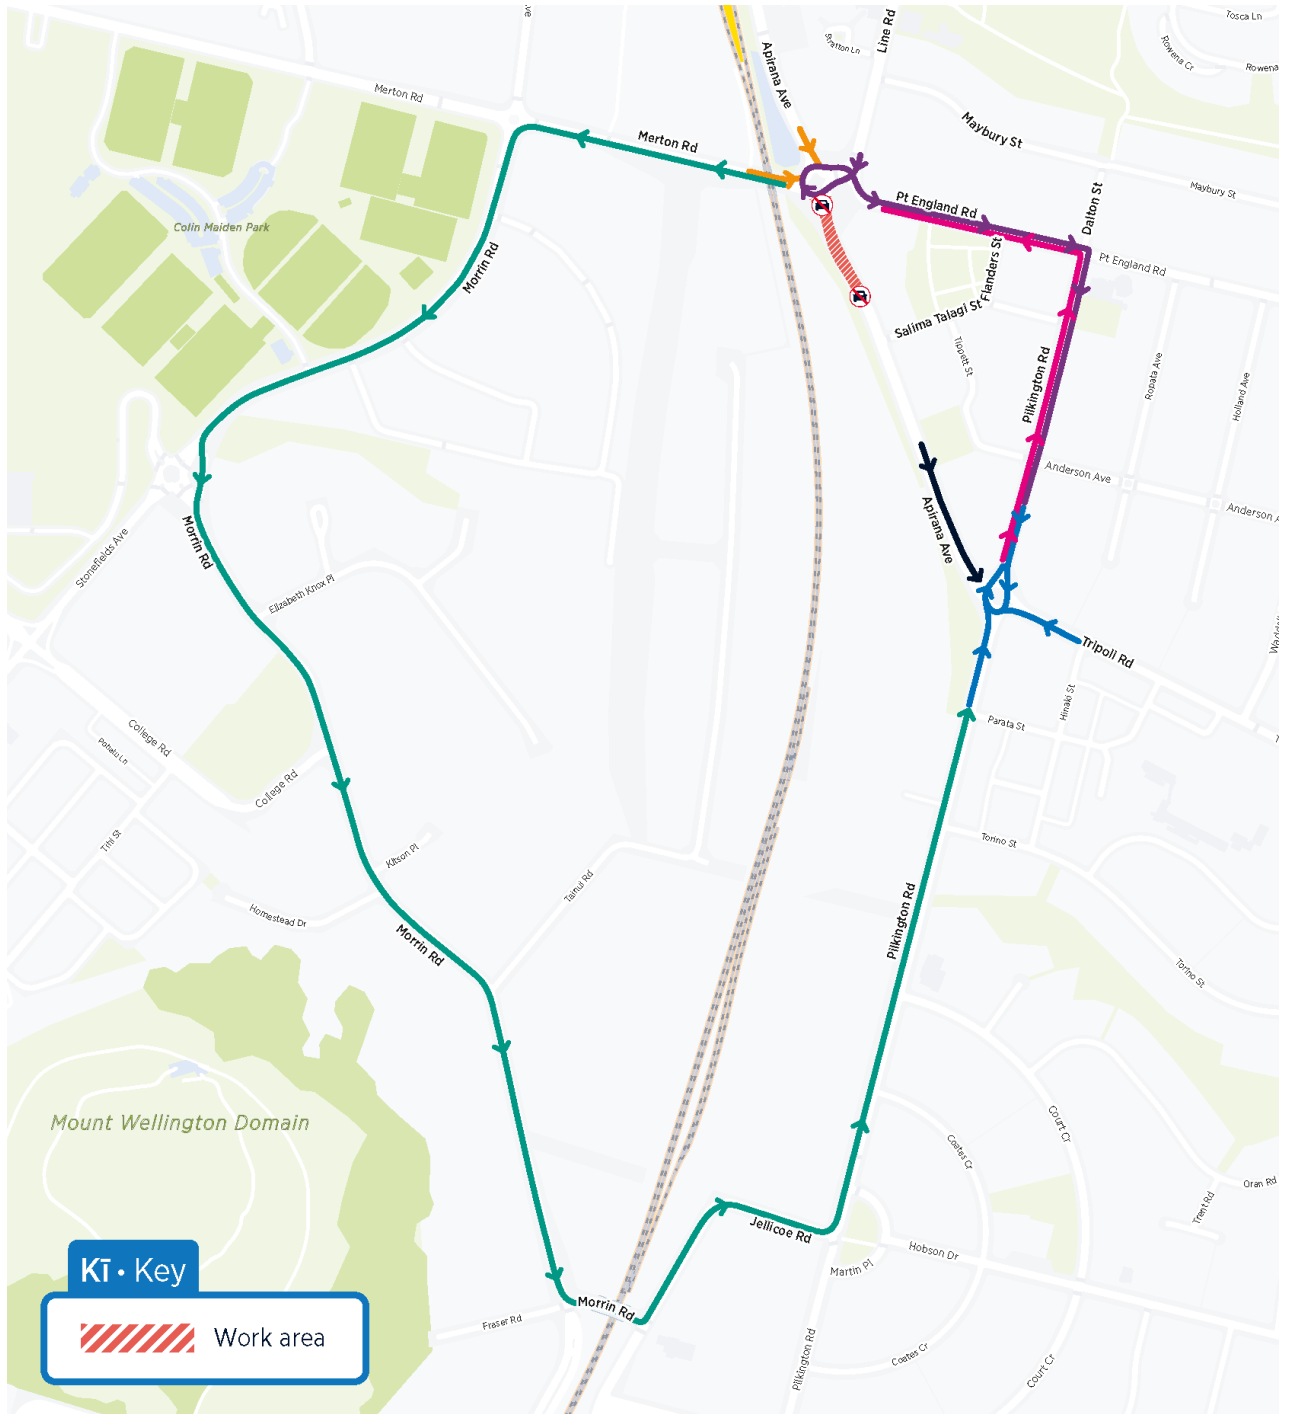 Tosca Ln
ve
Line Rd
Stratton Ln
Rowena Cr
Rowena
Apirana Ave
Merton Rd
Maybury St
Merton Rd
Maybury St
Dalton St
Pt England Rd
Colin Maiden Park
Morrin Rd
Flanders St
Pt England Rd
Salima Talagi St
Tippett St
Pilkington Rd
Ropata Ave
Holland Ave
Anderson Ave
Anderson A
Apirana Ave
Morrin Rd
Stonefields Ave
Elizabeth Knox Pl
Tripoli Rd
Hinaki St
Parata St
T
College Rd
Pohatu Ln
College Rd
Tihi St
Kitson Pl
Torino St
Tainui Rd
Pilkington Rd
Homestead Dr
Morrin Rd
Torino St
Mount Wellington Domain
Court Cr
Coates Cr
Oran Rd
Trent Rd
Jellicoe Rd
Hobson Dr
Martin Pl
Kī • Key
Morrin Rd
Fraser Rd
Work area
Pilkington Rd
Coates Cr
Court Cr